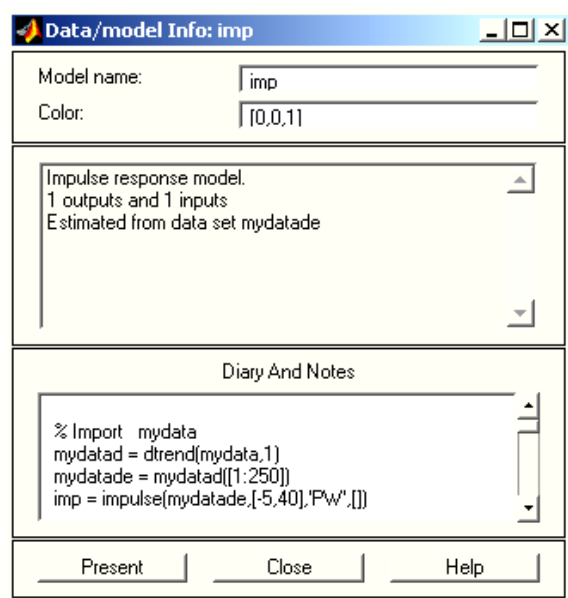 Data/model Info: imp
Model name: imp
Color: [0,0,1]
Impulse response model.
1 outputs and 1 inputs
Estimated from data set mydatade
Diary And Notes
% Import mydata
mydatad = dtrend(mydata,1)
mydatade = mydatad([1:250])
imp = impulse(mydatade,[-5,40],'PW',[])
Present Close Help